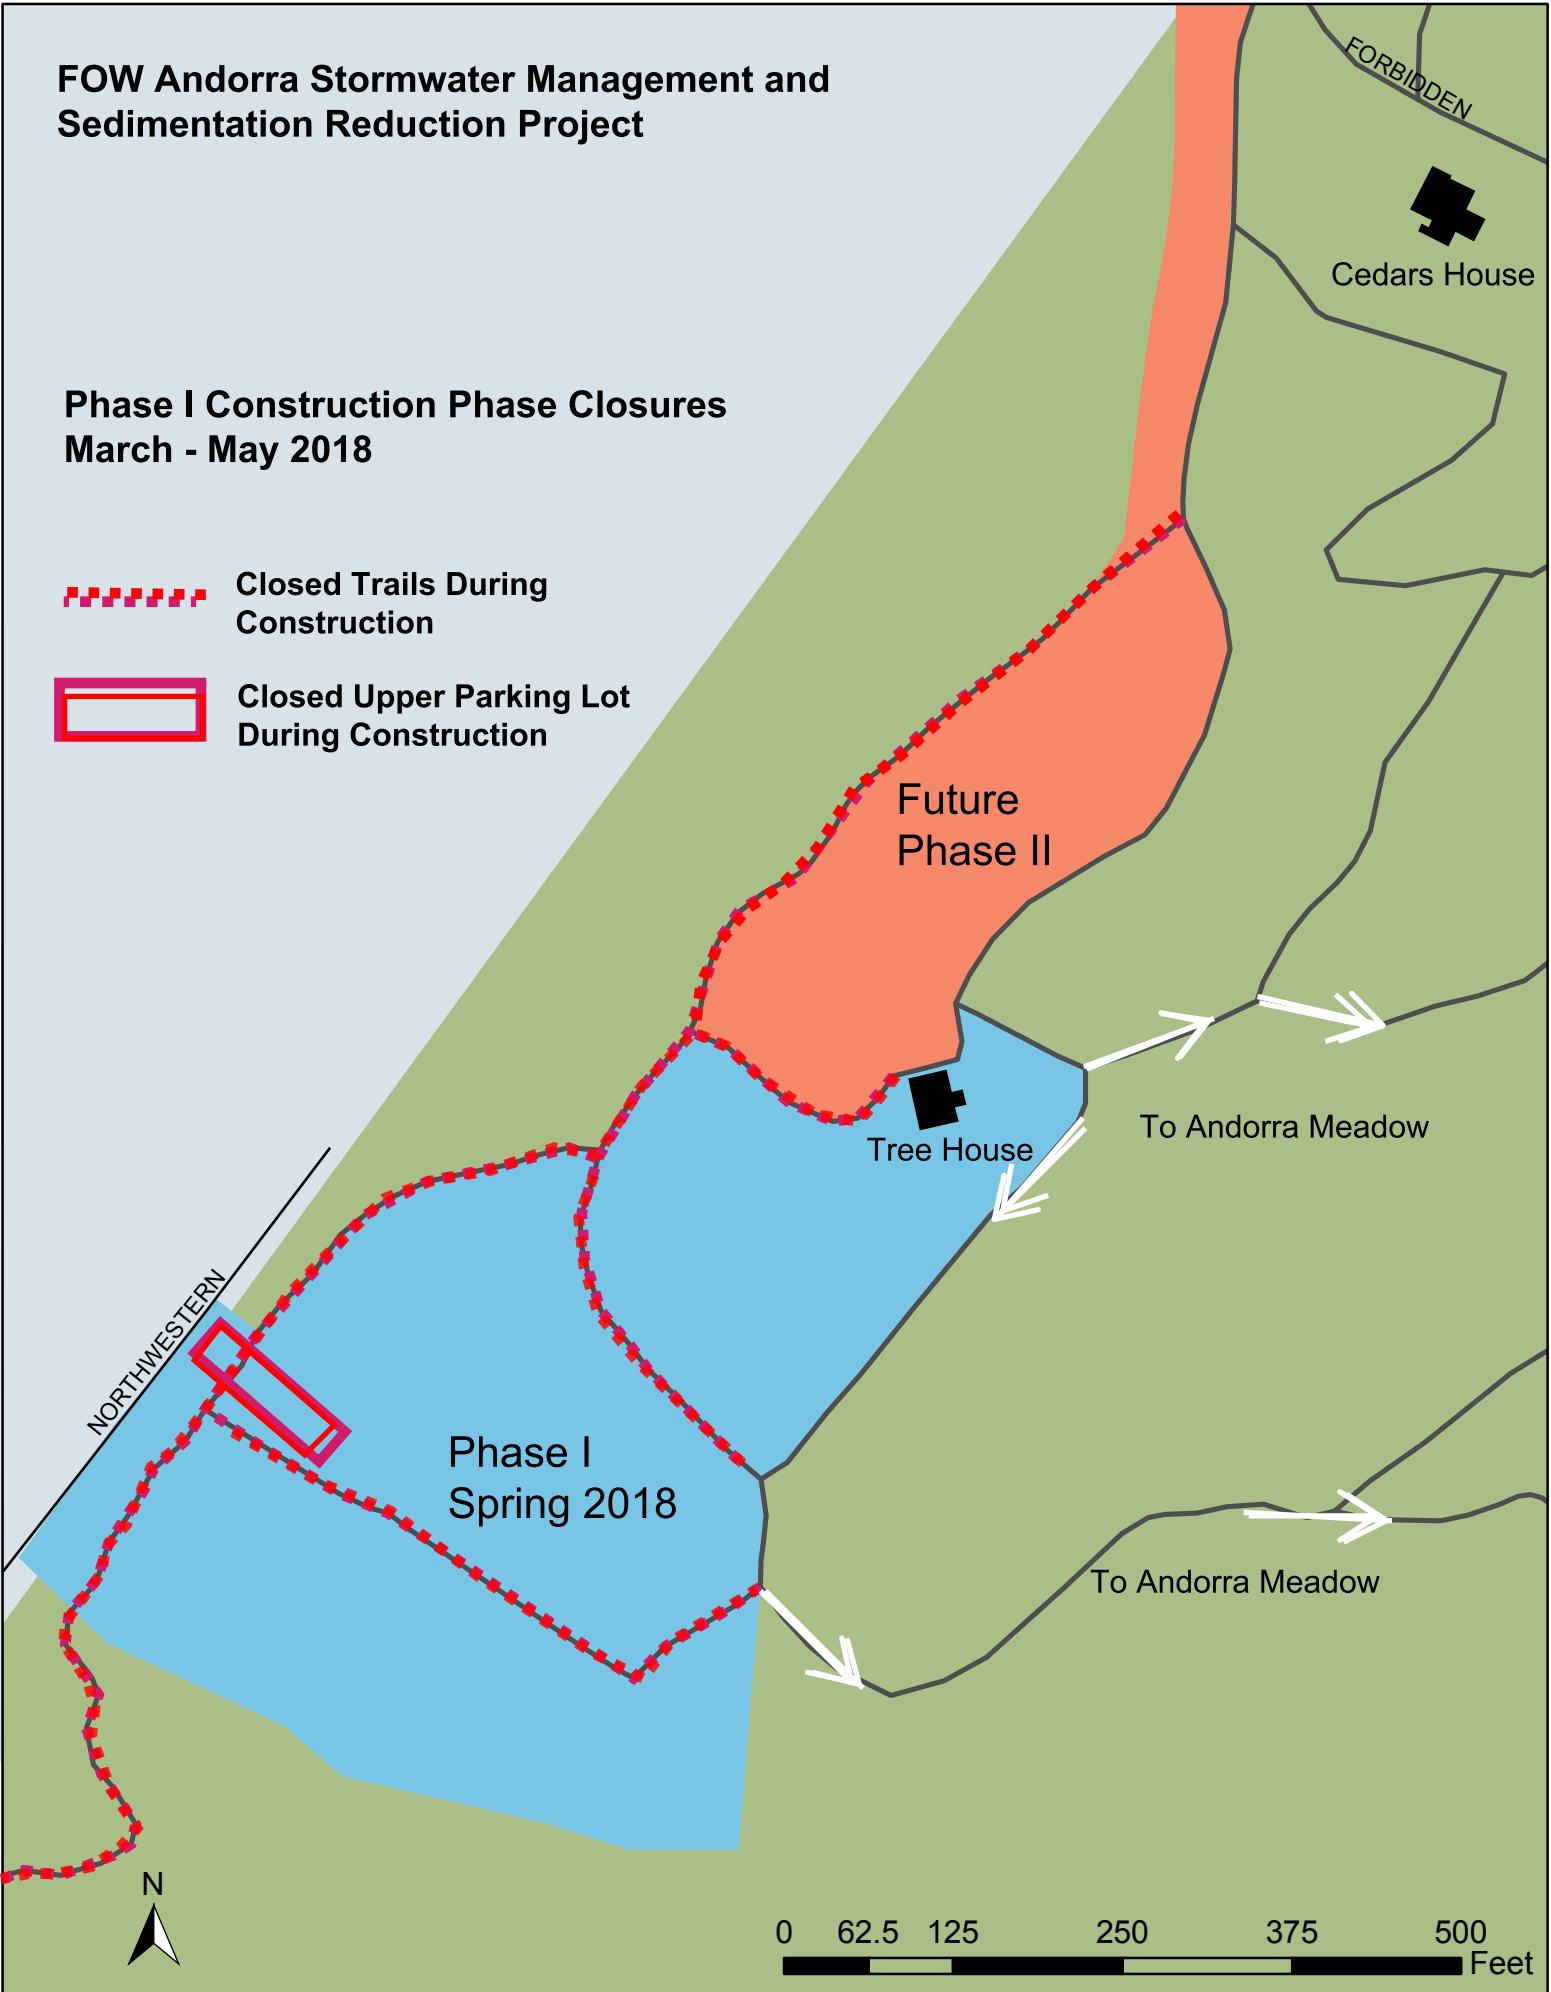 FOW Andorra Stormwater Management and
Sedimentation Reduction Project
FORBIDDEN
Cedars House
Phase I Construction Phase Closures
March - May 2018
Closed Trails During
Construction
Closed Upper Parking Lot
During Construction
Future
Phase II
Tree House
To Andorra Meadow
NORTHWESTERN
Phase I
Spring 2018
To Andorra Meadow
N
0 62.5 125 250 375 500
Feet